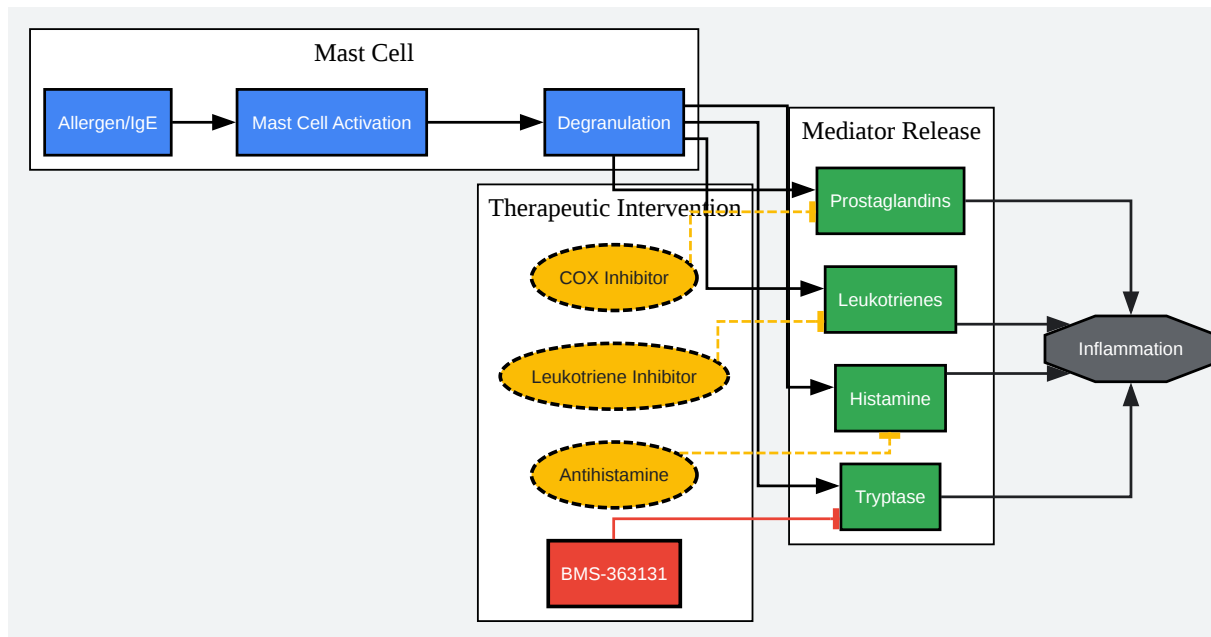 Mast Cell
Allergen/IgE
Mast Cell Activation
Degranulation
Mediator Release
Prostaglandins
Leukotrienes
Histamine
Tryptase
Therapeutic Intervention
COX Inhibitor
Leukotriene Inhibitor
Antihistamine
BMS-363131
Inflammation